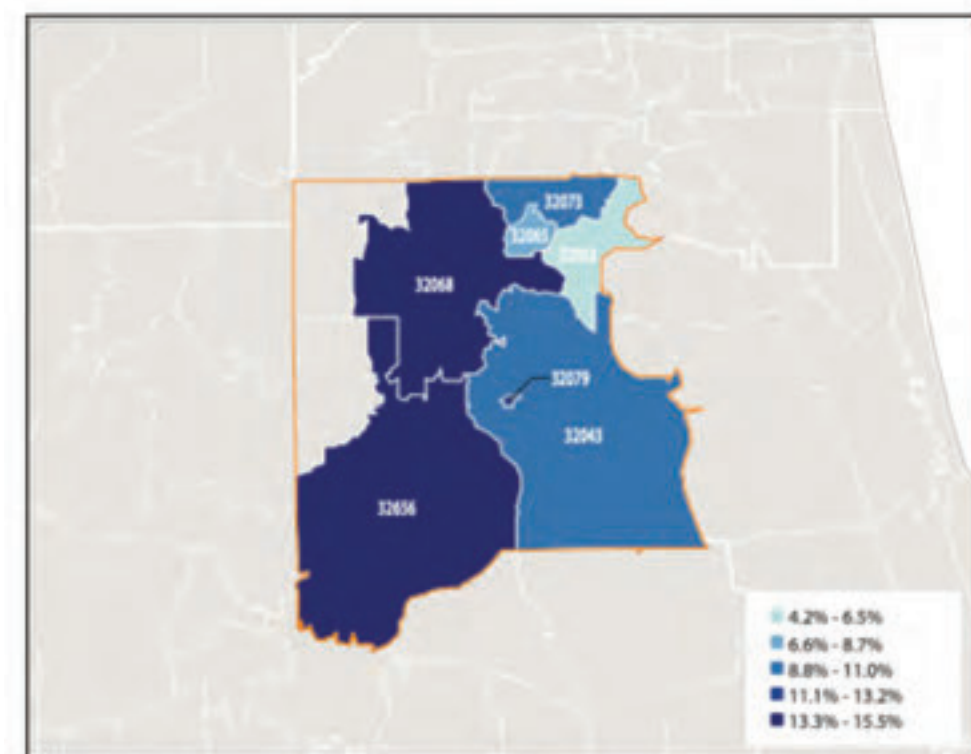 32073
32065
32068
32079
32043
32656
4.2% - 6.5%
6.6% - 8.7%
8.8% - 11.0%
11.1% - 13.2%
13.3% - 15.5%